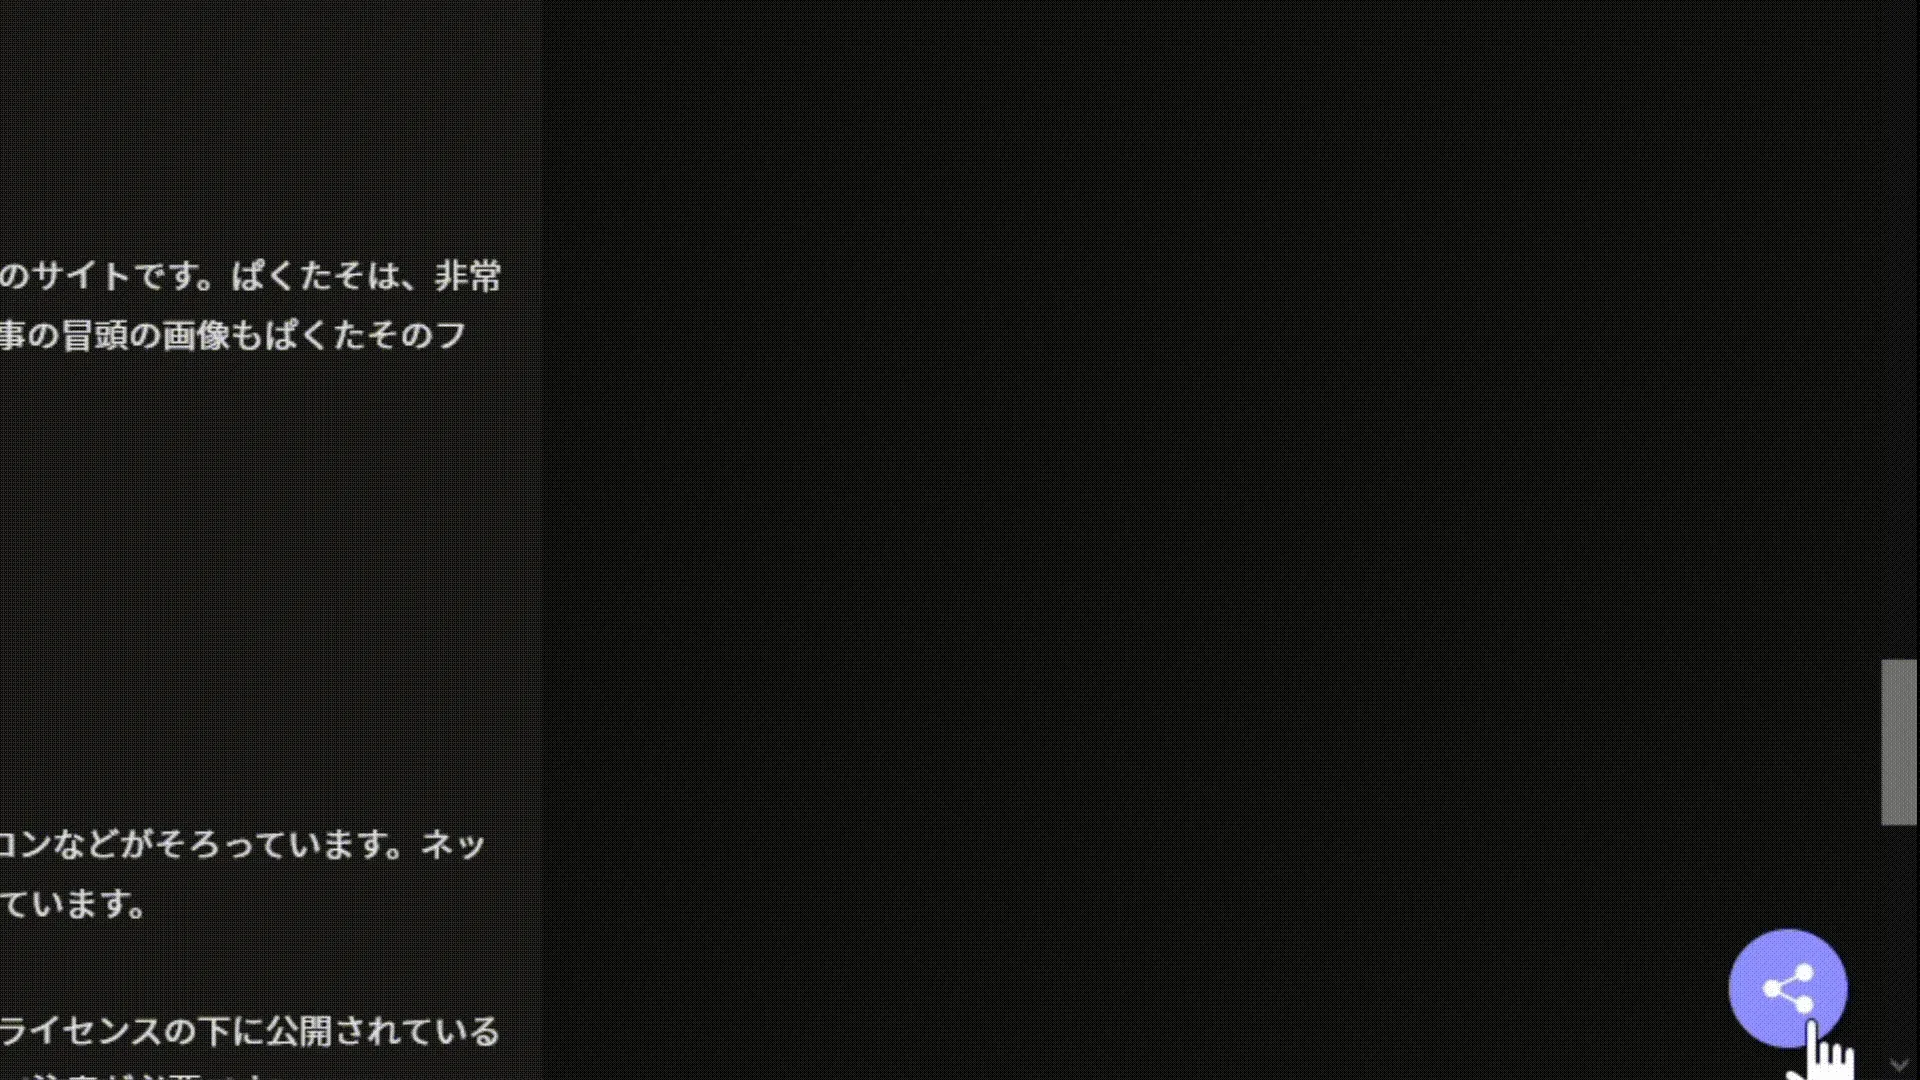 のサイトです。ぱくたそは、非常
事の冒頭の画像もぱくたそのフ
コンなどがそろっています。ネッ
ています。
ライセンスの下に公開されている